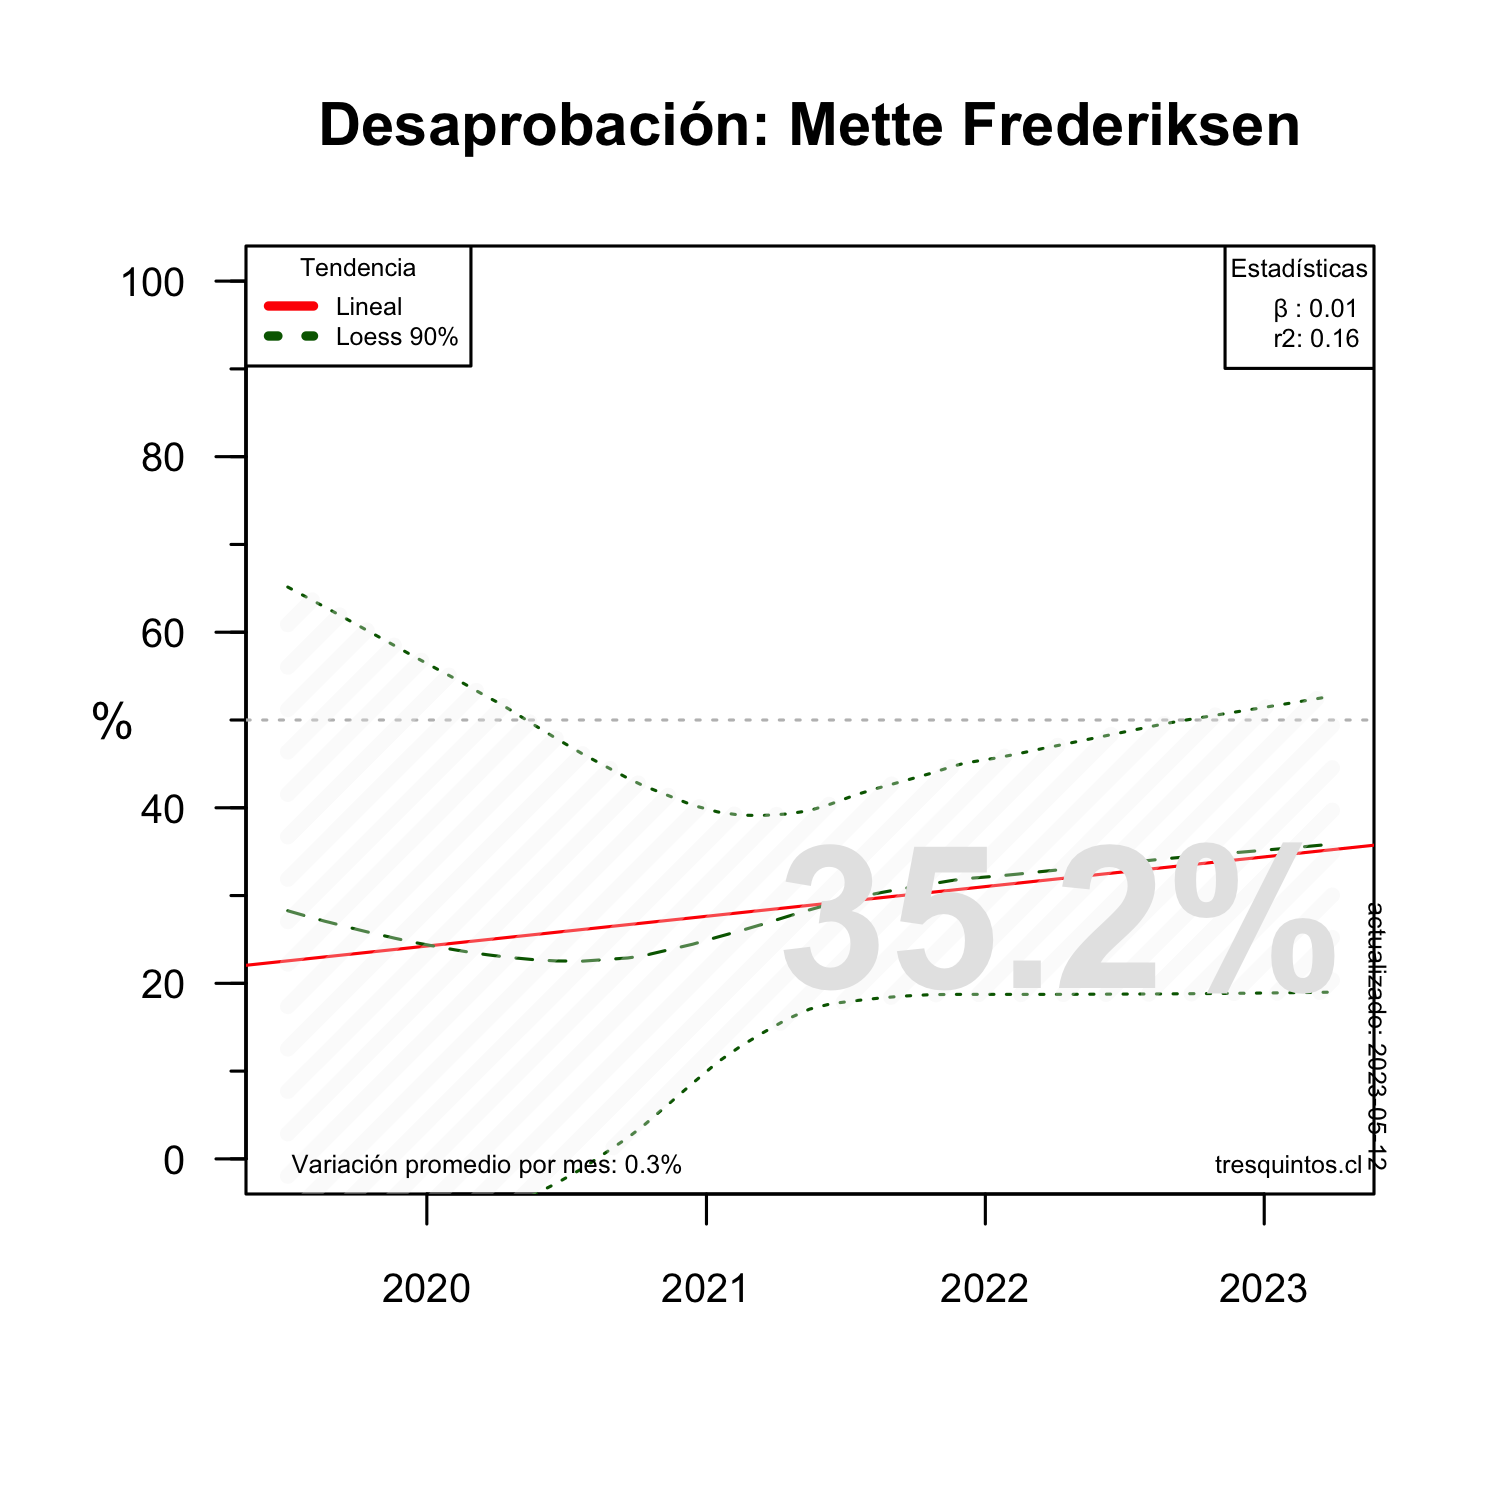 Desaprobación: Mette Frederiksen
Tendencia
Lineal
Loess 90%
Estadísticas
β : 0.01
r2: 0.16
100
80
60
40
20
0
%
35.2%
actualizado: 2023-05-12
Variación promedio por mes: 0.3%
tresquintos.cl
2020
2021
2022
2023